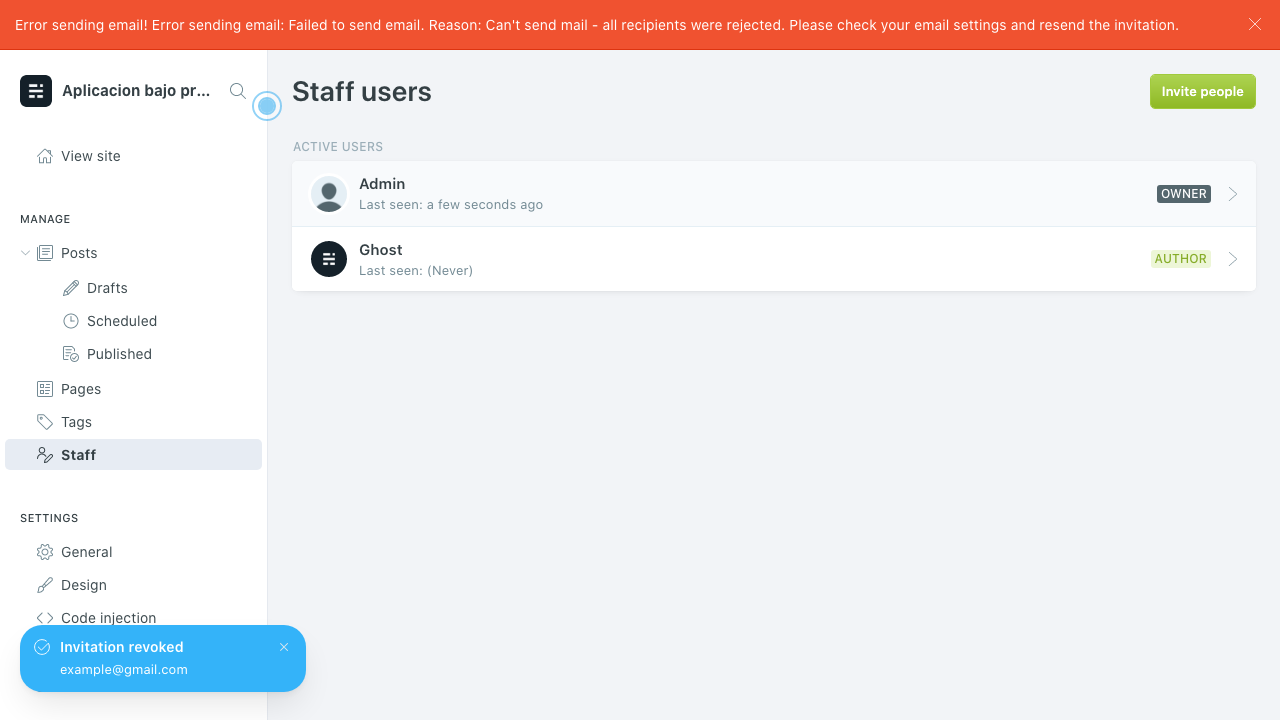 Error sending email! Error sending email: Failed to send email. Reason: Can't send mail - all recipients were rejected. Please check your email settings and resend the invitation.
Aplicacion bajo pr...
View site
MANAGE
Posts
Drafts
Scheduled
Published
Pages
Tags
Staff
SETTINGS
General
Design
Code injection
Invitation revoked
example@gmail.com
Staff users
Invite people
ACTIVE USERS
Admin
Last seen: a few seconds ago
OWNER
Ghost
Last seen: (Never)
AUTHOR